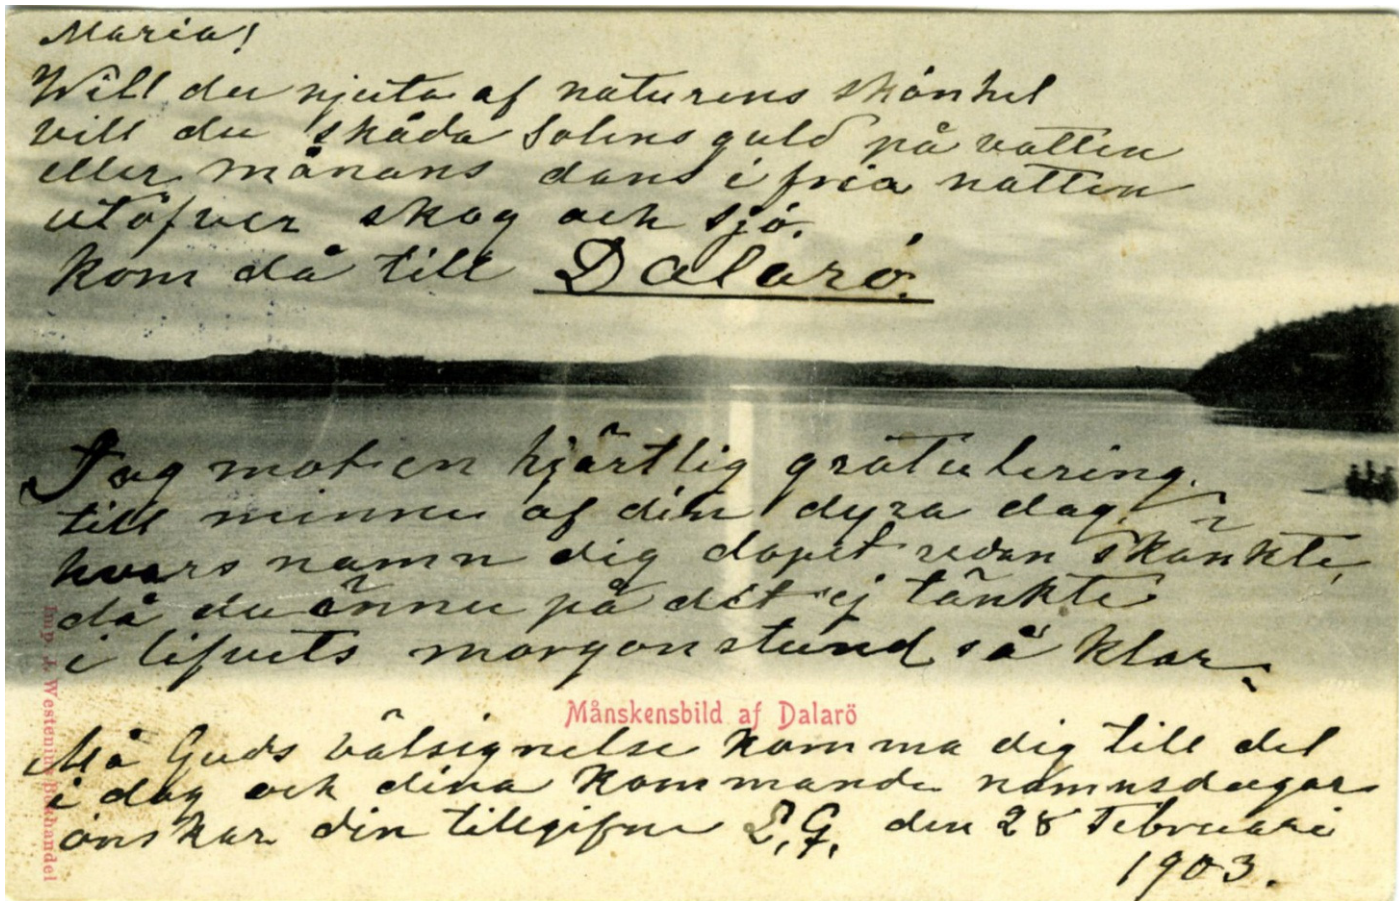 Maria!
Will du njuta af naturens skönhet
vill du skåda solens guld på vatten
eller månans dans i fria natten
utöfver skog och sjö.
kom då till Dalarö.
Tag mot en hjärtlig gratulering.
till minne af din dyra dag,
hvars namn dig dopet redan skänkte,
då du ännu på det ej tänkte
i lifvets morgonstund så klar.
Månskensbild af Dalarö
Må Guds välsignelse komma dig till del
i dag och dina kommande namnsdagar
önskar din tillgifne E.G. den 28 Februari
1903.
Imp. J. Westenins Bokhandel